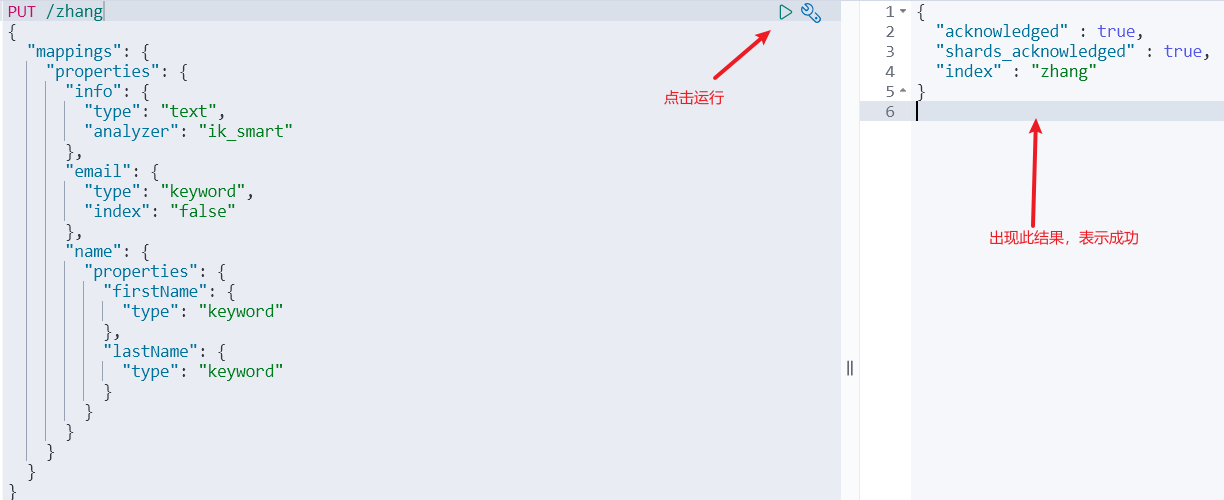 PUT /zhang
{
  "mappings": {
    "properties": {
      "info": {
        "type": "text",
        "analyzer": "ik_smart"
      },
      "email": {
        "type": "keyword",
        "index": "false"
      },
      "name": {
        "properties": {
          "firstName": {
            "type": "keyword"
          },
          "lastName": {
            "type": "keyword"
          }
        }
      }
    }
  }
}
点击运行
1 {
2   "acknowledged" : true,
3   "shards_acknowledged" : true,
4   "index" : "zhang"
5 }
6
出现此结果，表示成功